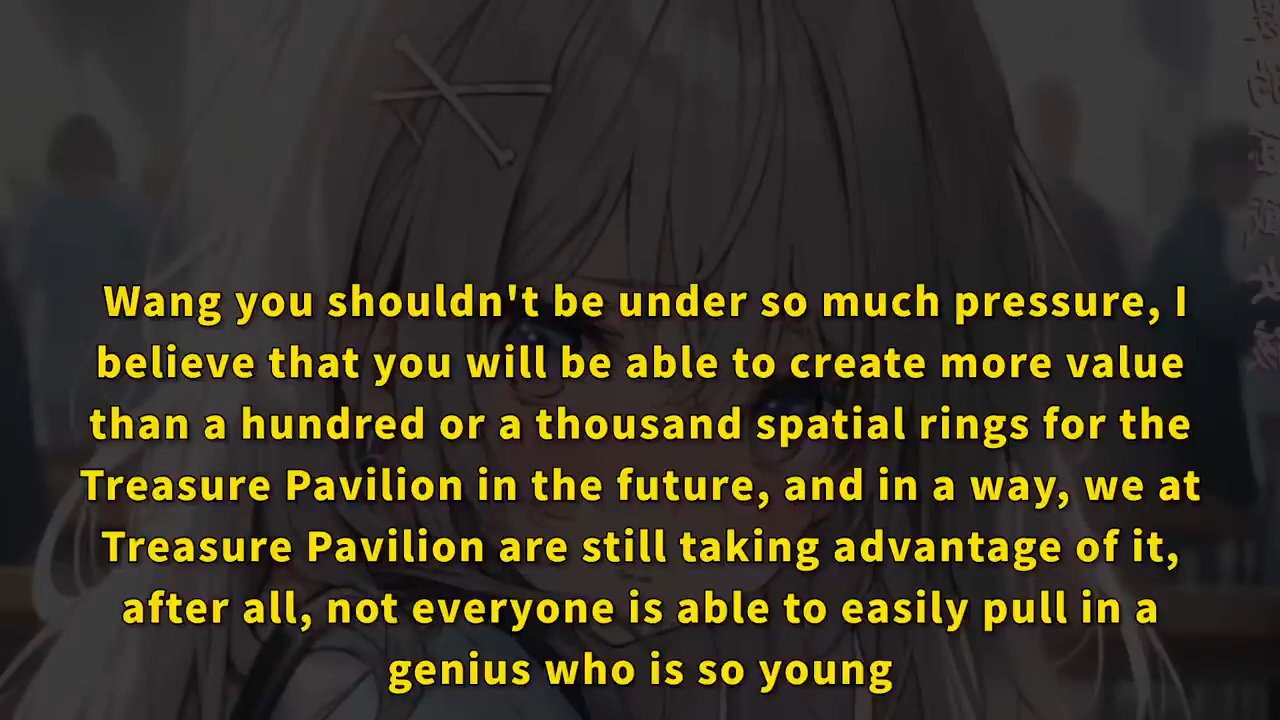 Wang you shouldn't be under so much pressure, I
believe that you will be able to create more value
than a hundred or a thousand spatial rings for the
Treasure Pavilion in the future, and in a way, we at
Treasure Pavilion are still taking advantage of it,
after all, not everyone is able to easily pull in a
genius who is so young